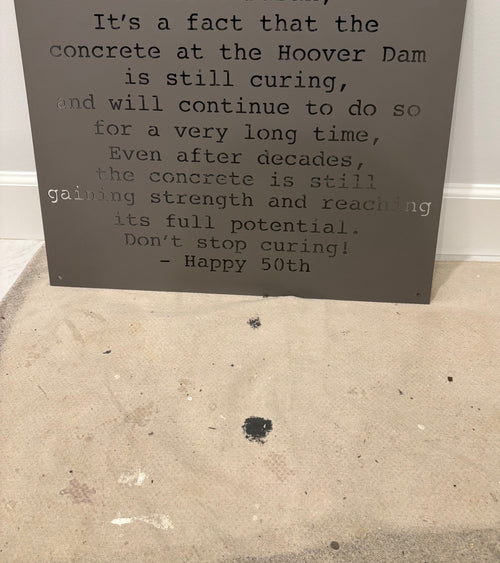 It's a fact that the
concrete at the Hoover Dam
is still curing,
and will continue to do so
for a very long time,
Even after decades,
the concrete is still
gaining strength and reaching
its full potential.
Don't stop curing!
- Happy 50th